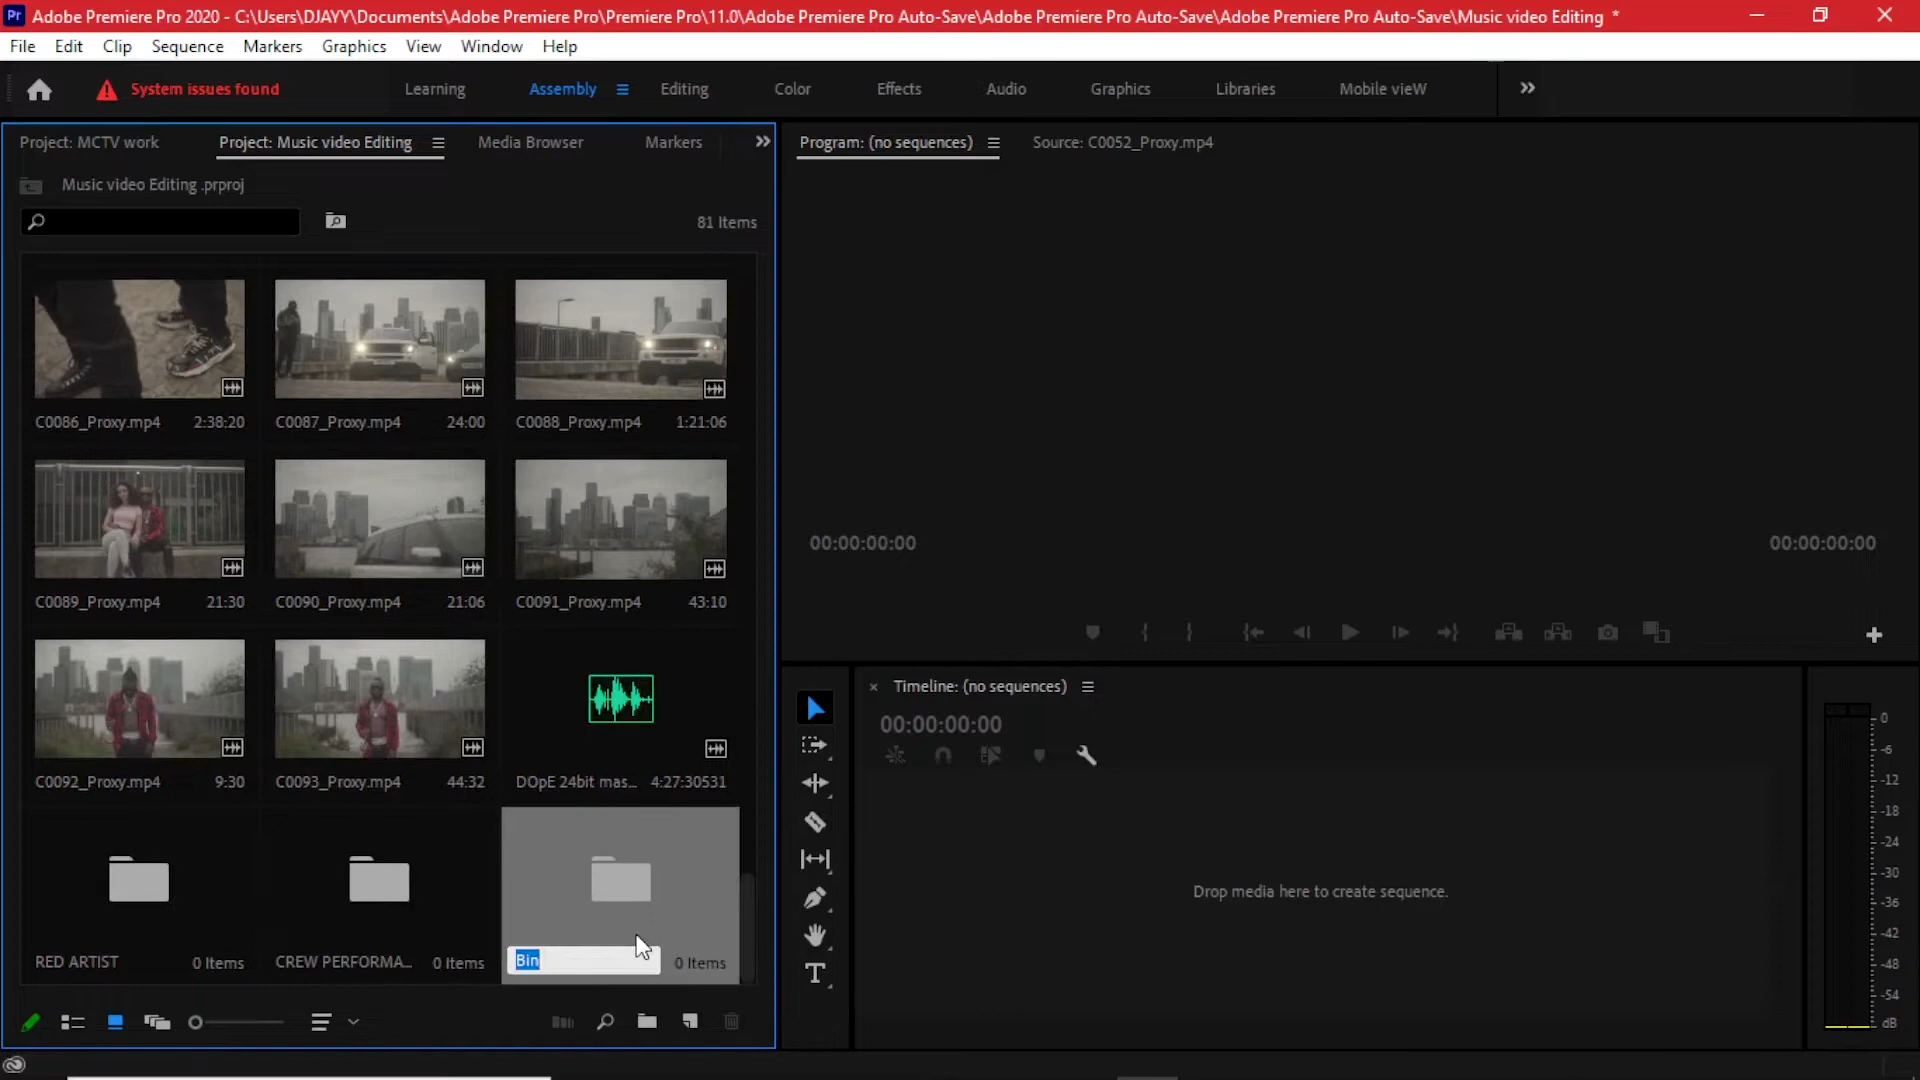 Pr Adobe Premiere Pro 2020 - C:\Users\DJAYY\Documents\Adobe Premiere Pro\Premiere Pro\11.0\Adobe Premiere Pro Auto-Save\Adobe Premiere Pro Auto-Save\Adobe Premiere Pro Auto-Save\Music video Editing *
File Edit Clip Sequence Markers Graphics View Window Help
System issues found Learning Assembly Editing Color Effects Audio Graphics Libraries Mobile vieW
Project: MCTV work Project: Music video Editing Media Browser Markers
Program: (no sequences) Source: C0052_Proxy.mp4
Music video Editing .prproj
81 Items
C0086_Proxy.mp4 2:38:20 C0087_Proxy.mp4 24:00 C0088_Proxy.mp4 1:21:06
00:00:00:00 00:00:00:00
C0089_Proxy.mp4 21:30 C0090_Proxy.mp4 21:06 C0091_Proxy.mp4 43:10
C0092_Proxy.mp4 9:30 C0093_Proxy.mp4 44:32 DOpE 24bit mas... 4:27:30531
RED ARTIST 0 Items CREW PERFORMA... 0 Items Bin 0 Items
Timeline: (no sequences)
00:00:00:00
Drop media here to create sequence.
0
-6
-12
-18
-24
-30
-36
-42
-48
-54
dB